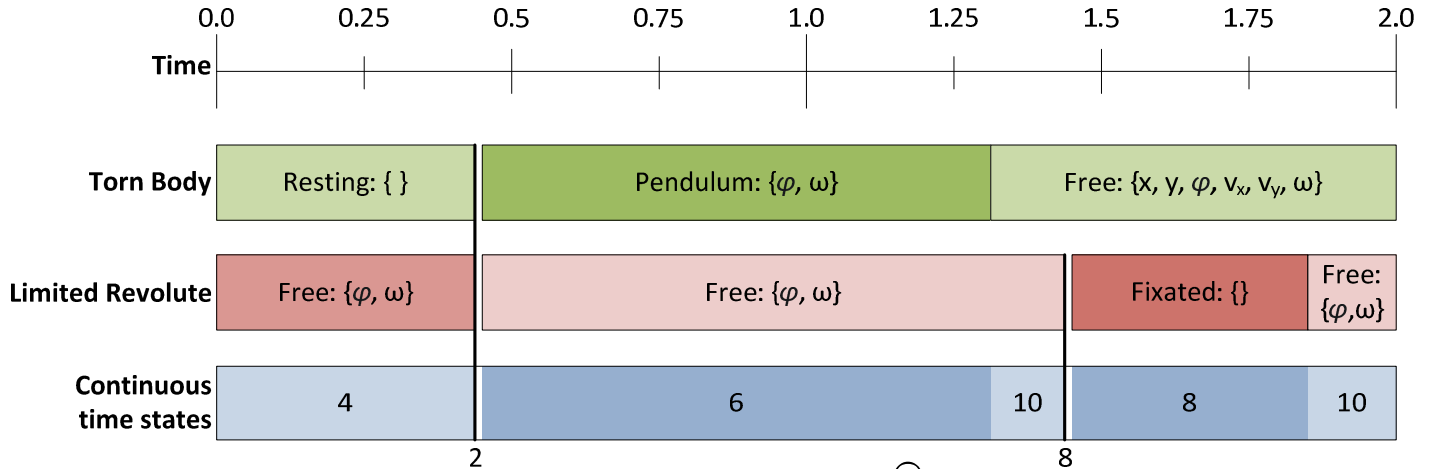 0.0 0.25 0.5 0.75 1.0 1.25 1.5 1.75 2.0
Time
Torn Body Resting: { } Pendulum: {φ, ω} Free: {x, y, φ, vx, vy, ω}
Limited Revolute Free: {φ, ω} Free: {φ, ω} Fixated: {} Free:
{φ,ω}
Continuous
time states 4 6 10 8 10
2 8